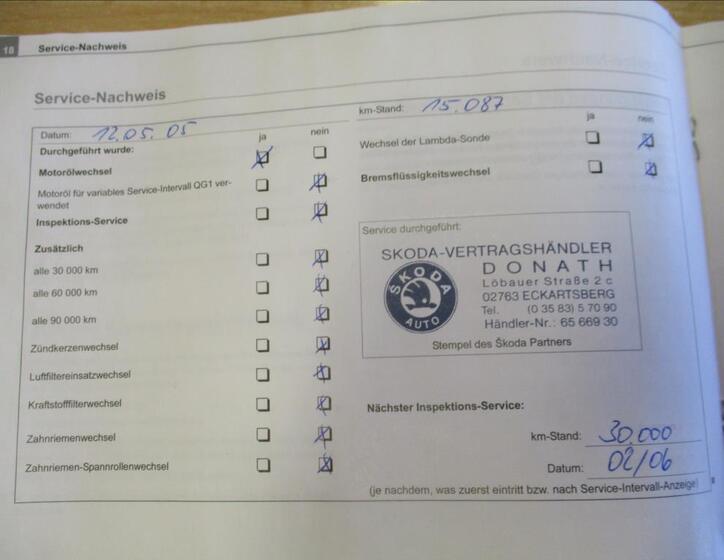 18 Service-Nachweis
Service-Nachweis
Datum: 12.05.05
ja nein
Durchgeführt wurde:
Motorölwechsel
Motoröl für variables Service-Intervall QG1 ver-
wendet
Inspektions-Service
Zusätzlich
alle 30 000 km
alle 60 000 km
alle 90 000 km
Zündkerzenwechsel
Luftfiltereinsatzwechsel
Kraftstofffilterwechsel
Zahnriemenwechsel
Zahnriemen-Spannrollenwechsel
km-Stand: 15.087
ja nein
Wechsel der Lambda-Sonde
Bremsflüssigkeitswechsel
Service durchgeführt:
SKODA-VERTRAGSHÄNDLER
DONATH
Löbauer Straße 2 c
02763 ECKARTSBERG
Tel. (0 35 83) 5 70 90
Händler-Nr.: 65 669 30
ŠKODA
AUTO
Stempel des Škoda Partners
Nächster Inspektions-Service:
km-Stand: 30.000
Datum: 02/06
(je nachdem, was zuerst eintritt bzw. nach Service-Intervall-Anzeige)